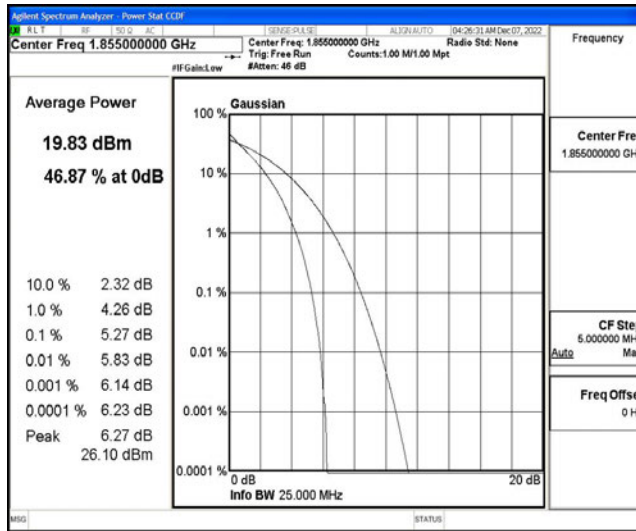 Agilent Spectrum Analyzer - Power Stat CCDF
RLT RF 50 Ω AC SENSE:PULSE ALIGN AUTO 04:26:31 AM Dec 07, 2022
Center Freq 1.855000000 GHz
Center Freq: 1.855000000 GHz Radio Std: None
Trig: Free Run Counts:1.00 M/1.00 Mpt
#IFGain:Low #Atten: 46 dB
Frequency
Average Power
19.83 dBm
46.87 % at 0dB
10.0 % 2.32 dB
1.0 % 4.26 dB
0.1 % 5.27 dB
0.01 % 5.83 dB
0.001 % 6.14 dB
0.0001 % 6.23 dB
Peak 6.27 dB
26.10 dBm
Gaussian
100 %
10 %
1 %
0.1 %
0.01 %
0.001 %
0.0001 %
0 dB 20 dB
Info BW 25.000 MHz
Center Fre
1.855000000 GH
CF Ste
5.000000 MH
Auto Ma
Freq Offse
0 H
MSG STATUS